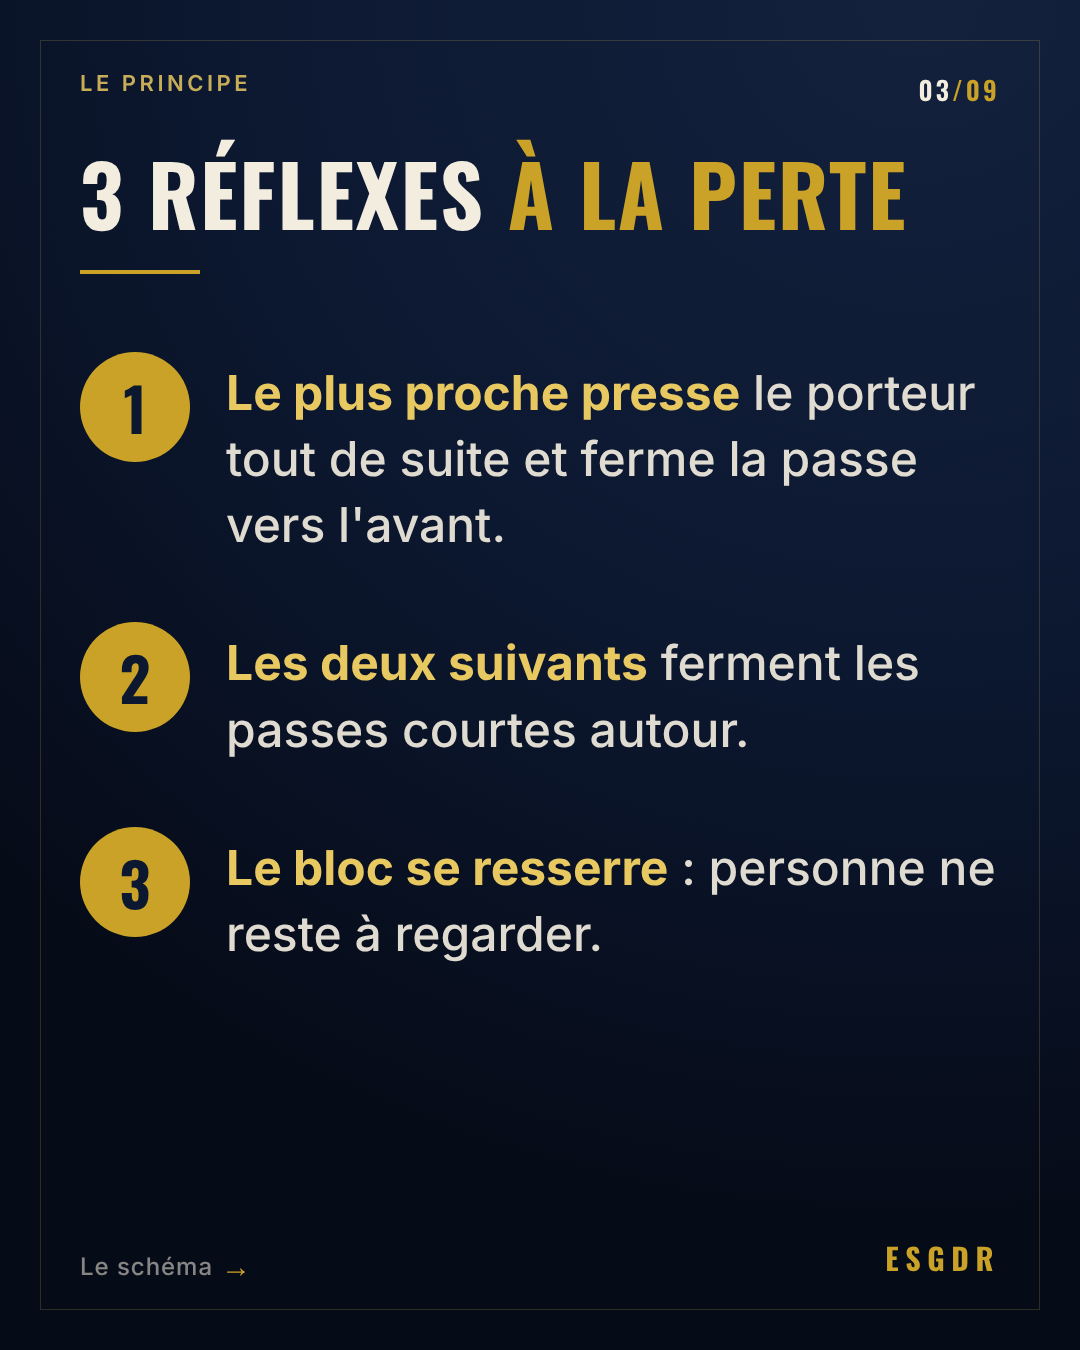 LE PRINCIPE
03/09
3 RÉFLEXES À LA PERTE
1
Le plus proche presse le porteur
tout de suite et ferme la passe
vers l'avant.
2
Les deux suivants ferment les
passes courtes autour.
3
Le bloc se resserre : personne ne
reste à regarder.
Le schéma →
ESGDR